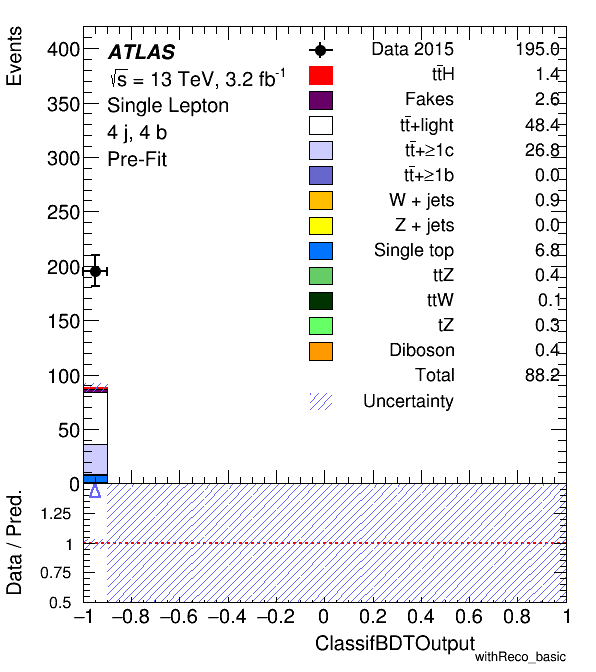 Events
400
350
300
250
200
150
100
50
0
ATLAS
√s = 13 TeV, 3.2 fb⁻¹
Single Lepton
4 j, 4 b
Pre-Fit
Data 2015 195.0
tt̄H 1.4
Fakes 2.6
tt̄+light 48.4
tt̄+≥1c 26.8
tt̄+≥1b 0.0
W + jets 0.9
Z + jets 0.0
Single top 6.8
ttZ 0.4
ttW 0.1
tZ 0.3
Diboson 0.4
Total 88.2
Uncertainty
Data / Pred.
1.25
1
0.75
0.5
−1 −0.8 −0.6 −0.4 −0.2 0 0.2 0.4 0.6 0.8 1
ClassifBDTOutput
withReco_basic